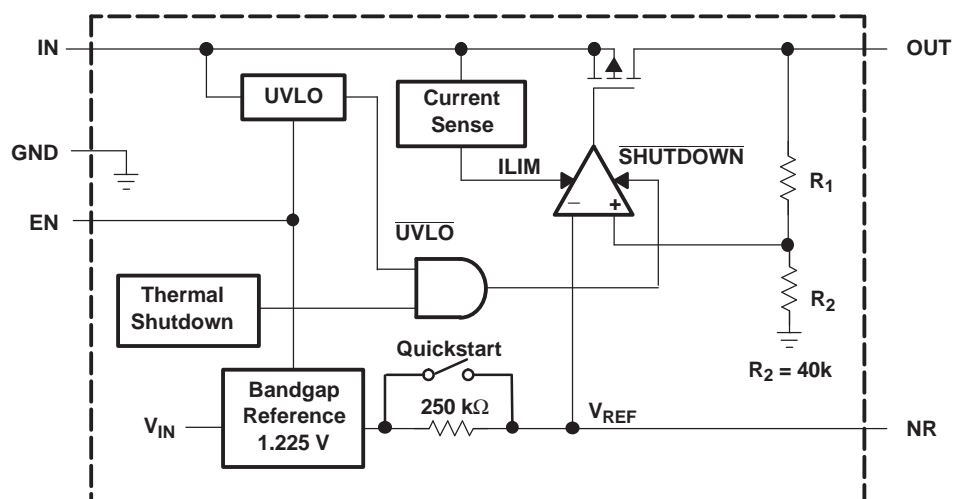 IN
OUT
UVLO
Current
Sense
GND
SHUTDOWN
ILIM
R1
− +
EN
UVLO
Thermal
Shutdown
R2
Quickstart
R2 = 40k
Bandgap
Reference
1.225 V
250 kΩ
VIN
VREF
NR